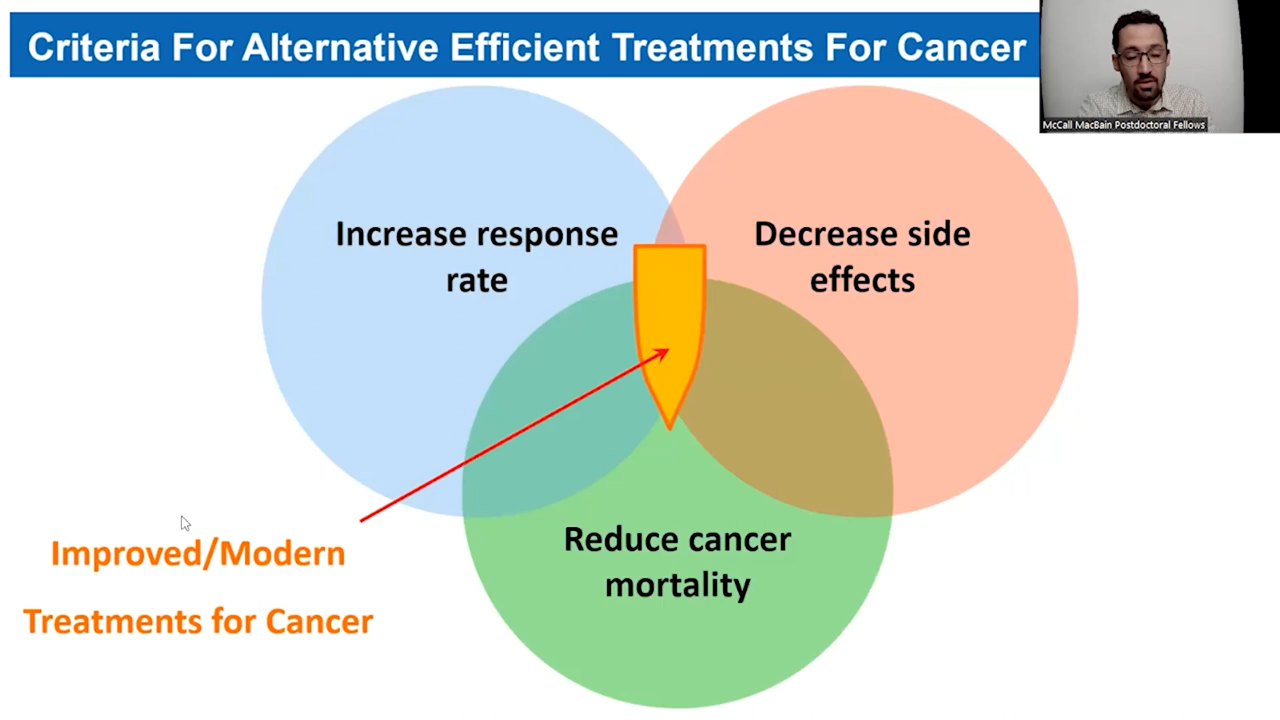 Criteria For Alternative Efficient Treatments For Cancer
McCall MacBain Postdoctoral Fellows
Increase response
rate
Decrease side
effects
Reduce cancer
mortality
Improved/Modern
Treatments for Cancer